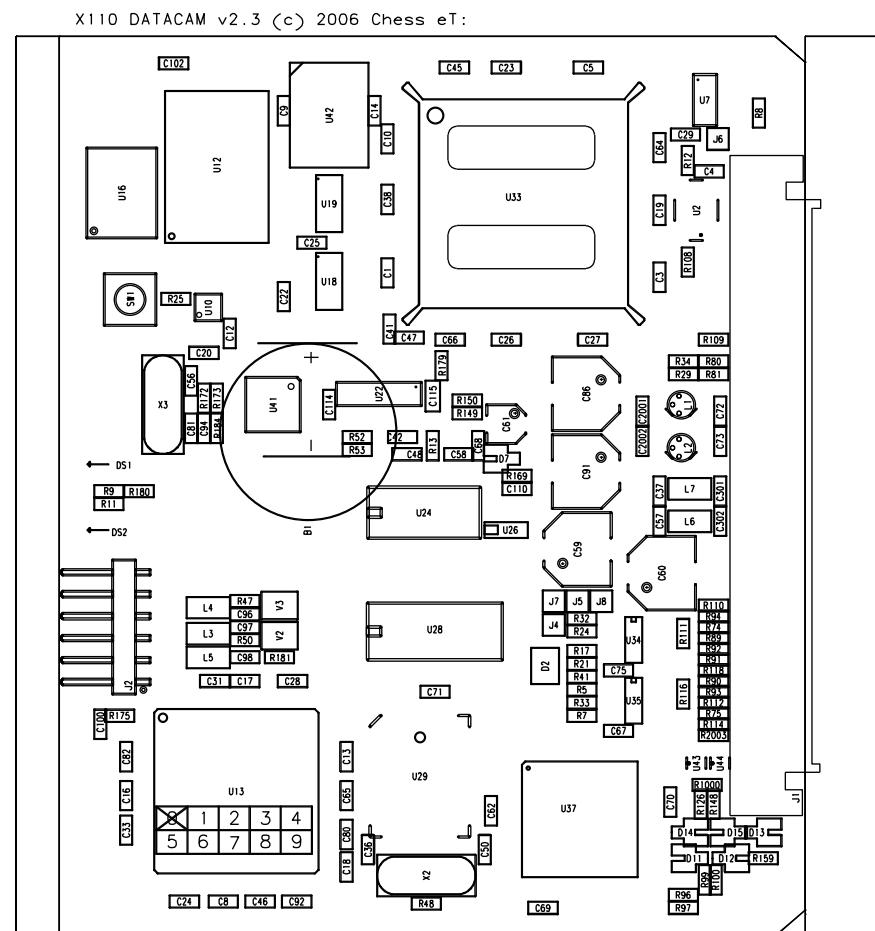 X110 DATACAM v2.3 (c) 2006 Chess eT:
C102
C45 C23 C5
U7 R8
C9 U42 C14
C10
C29 J6
U12
C64 R12
C4
U16
U19 C38 U33 C19 U2
C25
R108
U18 C1 C3
SW1 R25 U10 C22
C12 C41 C47 C66 C26 C27 R109
C20
R34 R80
R29 R81
R179
C56 U41 U22 C115 C86
X3 R172 R173 C114 R150 C2001 L1 C72
R149 C61
C81 C94 R184 R52 C42 R13 C68 C2002 L2 C73
R53 C48 C58 D7 C91
DS1
R169
R9 R180 C110 C37 L7 C301
R11
U24 C57 L6 C302
DS2 B1 U26
C59 C60
J7 J5 J8 R110
L4 R47 V3 R94
C96 R32 R74
L3 C97 V2 J4 R24 U34 R111 R89
R50 U28 R92
L5 C98 R181 R17 R91
D2 R21 C75 R118
C31 C17 C28 R41 R90
J2 C71 R5 U35 R116 R93
R33 R112
C100 R175 R7 R75
C67 R114
R2003
C82 C13 U43 U44
U29
R1000
C16 U13 C65 J1
C62 U37 C70 R126 R148
0 1 2 3 4
5 6 7 8 9
C33 C80 D14 D15 D13
C36 C50
C18 X2 D11 D12 R159
R99 R100
C24 C8 C46 C92 R48 C69 R96
R97